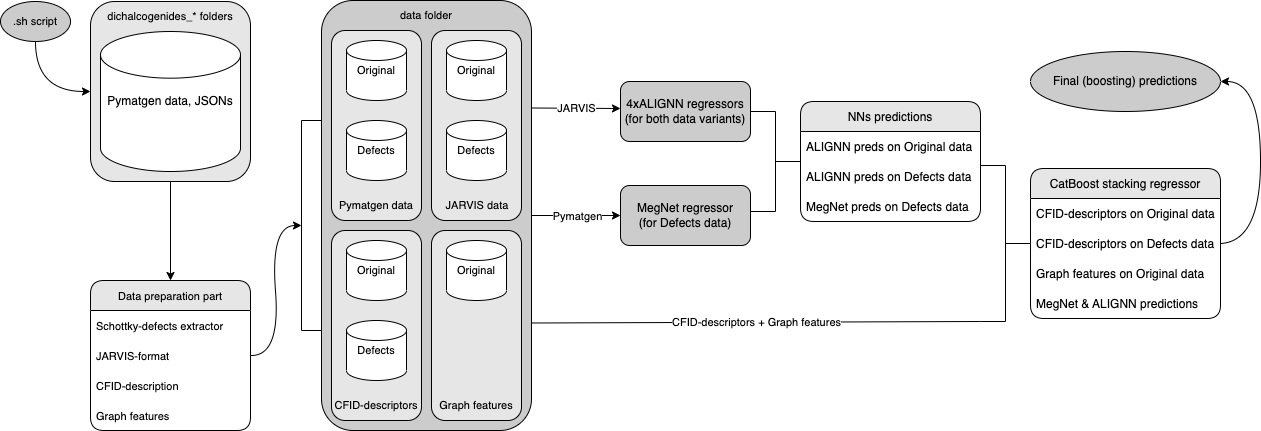 .sh script
dichalcogenides_* folders
Pymatgen data, JSONs
Data preparation part
Schottky-defects extractor
JARVIS-format
CFID-description
Graph features
data folder
Original
Defects
Pymatgen data
Original
Defects
JARVIS data
Original
Defects
CFID-descriptors
Original
Graph features
JARVIS
4xALIGNN regressors
(for both data variants)
Pymatgen
MegNet regressor
(for Defects data)
CFID-descriptors + Graph features
NNs predictions
ALIGNN preds on Original data
ALIGNN preds on Defects data
MegNet preds on Defects data
CatBoost stacking regressor
CFID-descriptors on Original data
CFID-descriptors on Defects data
Graph features on Original data
MegNet & ALIGNN predictions
Final (boosting) predictions